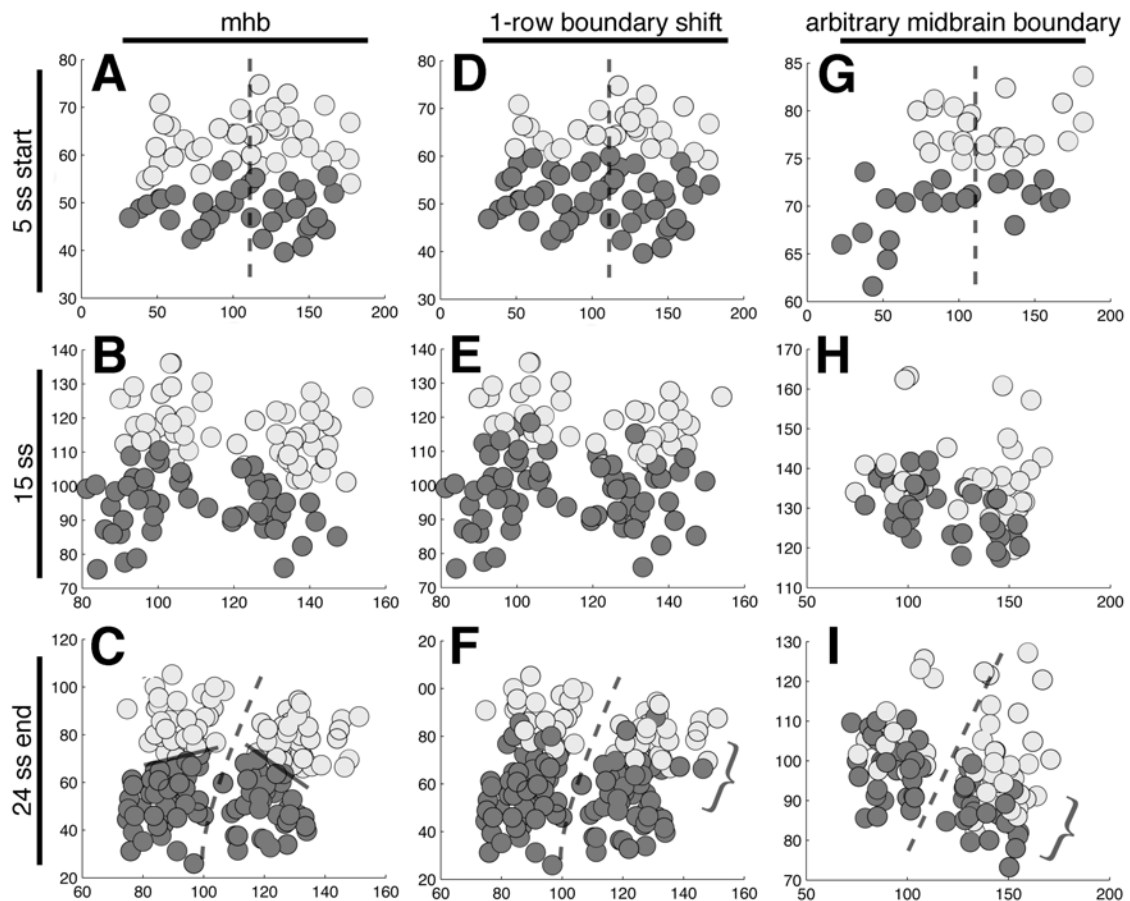 mhb 1-row boundary shift arbitrary midbrain boundary
5 ss start
A D G
80 80 85
70 70 80
60 60 75
50 50 70
40 40 65
30 30 60
0 50 100 150 200 0 50 100 150 200 0 50 100 150 200
15 ss
B E H
140 140 170
130 130 160
120 120 150
110 110 140
100 100 130
90 90 120
80 80 110
70 70
80 100 120 140 160 80 100 120 140 160 50 100 150 200
24 ss end
C F I
120 20 130
100 00 120
80 80 110
60 60 100
40 40 90
20 20 80
70
60 80 100 120 140 160 60 80 100 120 140 160 50 100 150 200